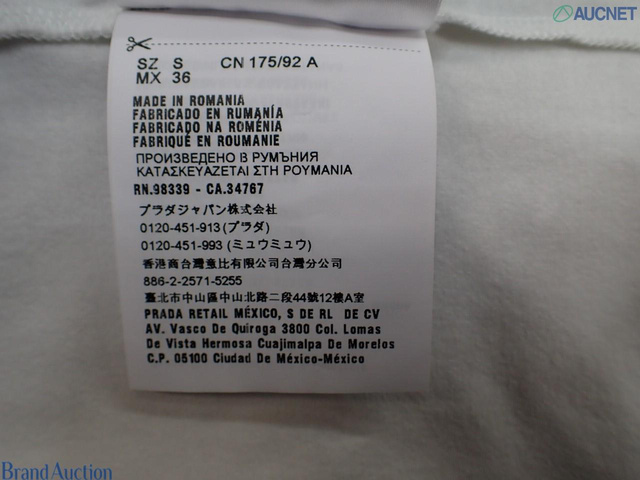 AUCNET
SZ S CN 175/92 A
MX 36
MADE IN ROMANIA
FABRICADO EN RUMANÍA
FABRICADO NA ROMÉNIA
FABRIQUÉ EN ROUMANIE
ПРОИЗВЕДЕНО В РУМЪНИЯ
ΚΑΤΑΣΚΕΥΑΖΕΤΑΙ ΣΤΗ ΡΟΥΜΑΝΙΑ
RN.98339 - CA.34767
プラダジャパン株式会社
0120-451-913 (プラダ)
0120-451-993 (ミュウミュウ)
香港商台灣意比有限公司台灣分公司
886-2-2571-5255
臺北市中山區中山北路二段44號12樓A室
PRADA RETAIL MÉXICO, S DE RL DE CV
AV. Vasco De Quiroga 3800 Col. Lomas
De Vista Hermosa Cuajimalpa De Morelos
C.P. 05100 Ciudad De México-México
Brand Auction